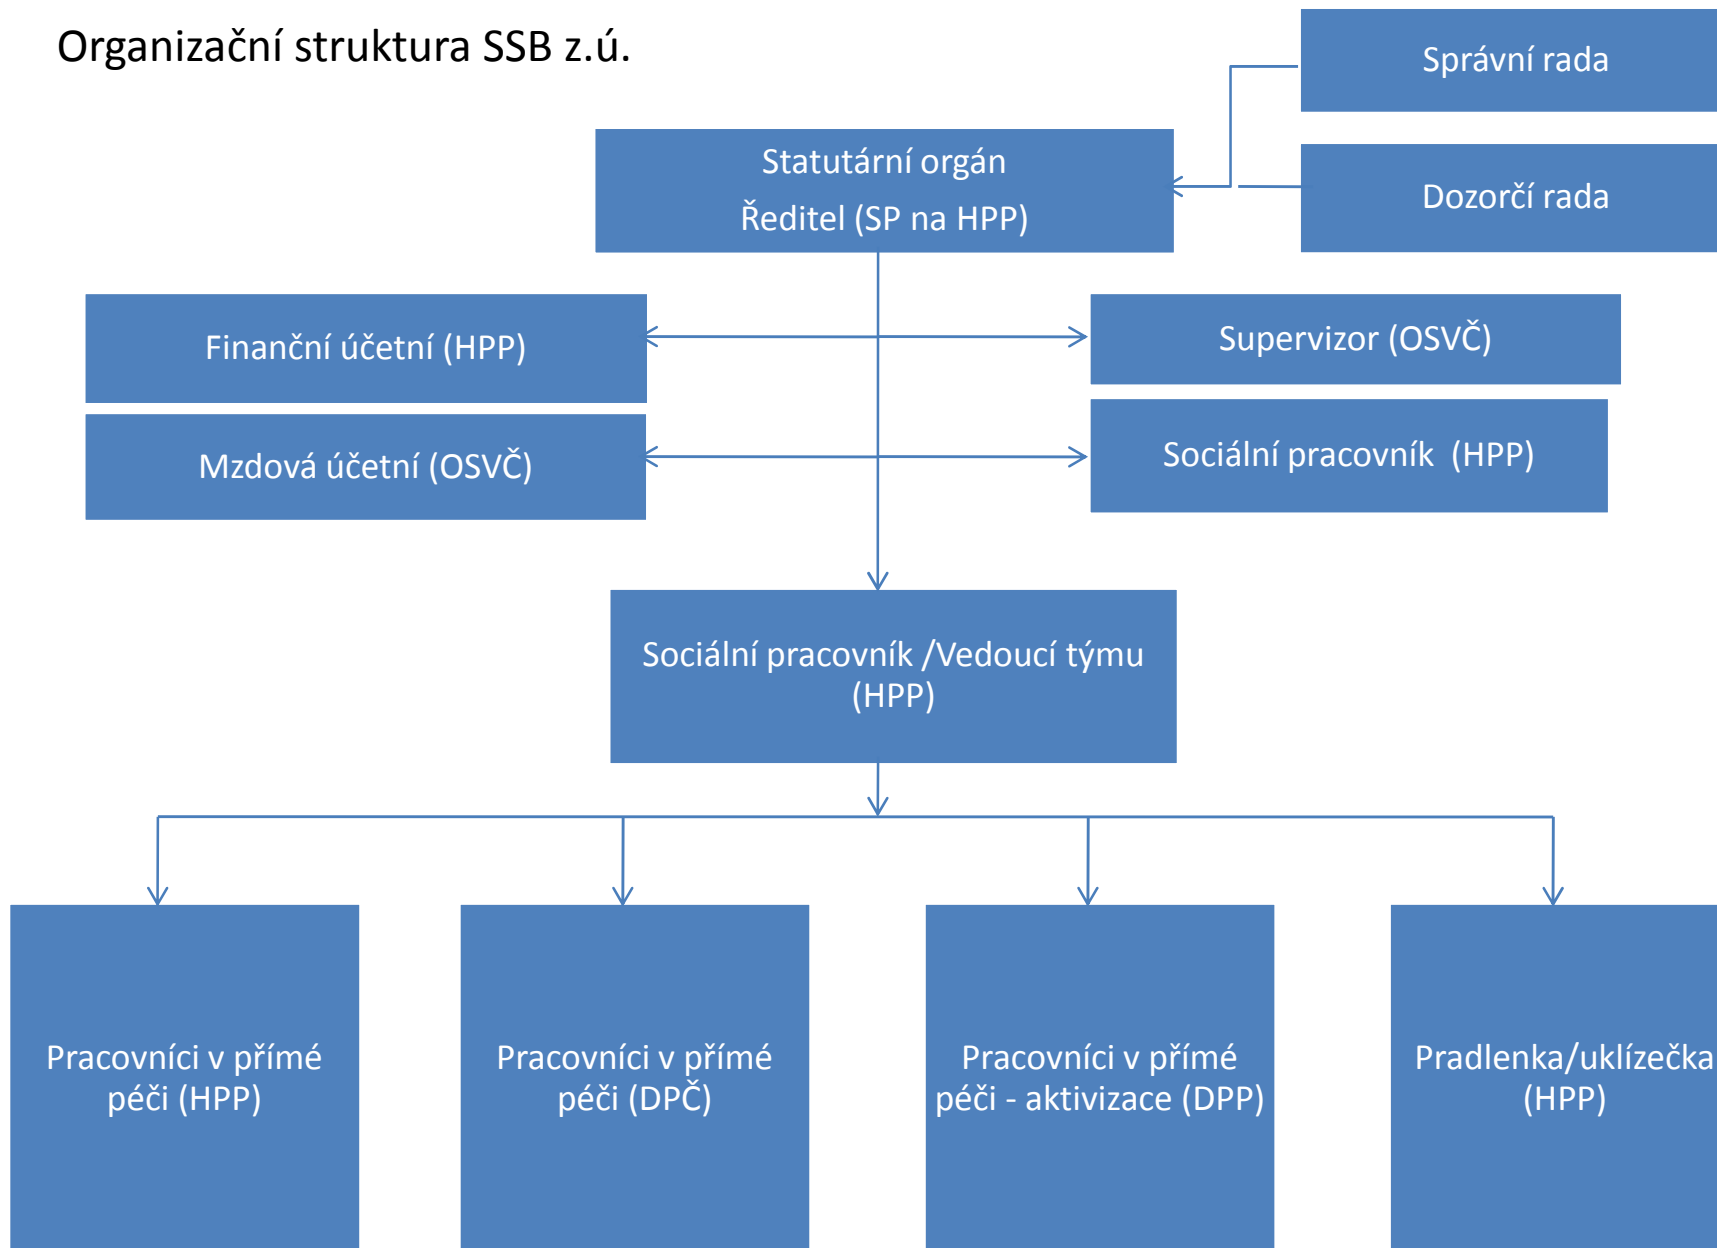 Organizační struktura SSB z.ú.
Správní rada
Statutární orgán
Ředitel (SP na HPP)
Dozorčí rada
Finanční účetní (HPP)
Supervizor (OSVČ)
Mzdová účetní (OSVČ)
Sociální pracovník  (HPP)
Sociální pracovník /Vedoucí týmu
(HPP)
Pracovníci v přímé
péči (HPP)
Pracovníci v přímé
péči (DPČ)
Pracovníci v přímé
péči - aktivizace (DPP)
Pradlenka/uklízečka
(HPP)